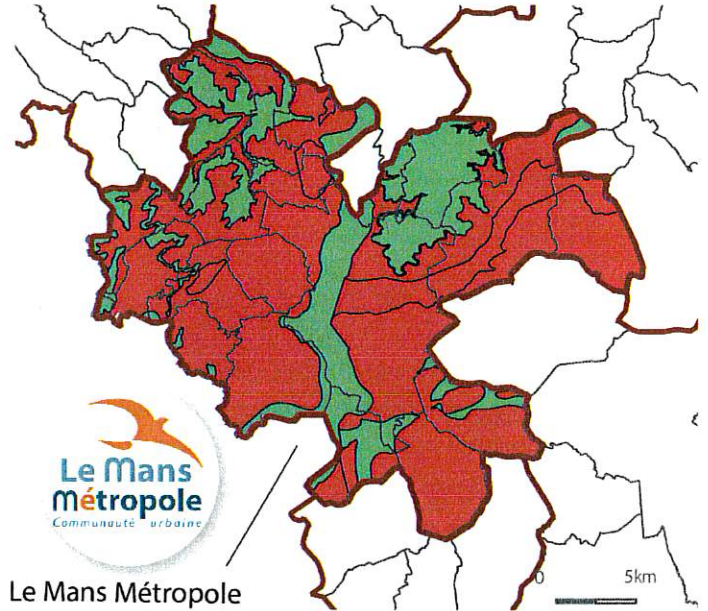 Le Mans
Métropole
Communauté urbaine
Le Mans Métropole
0 5km